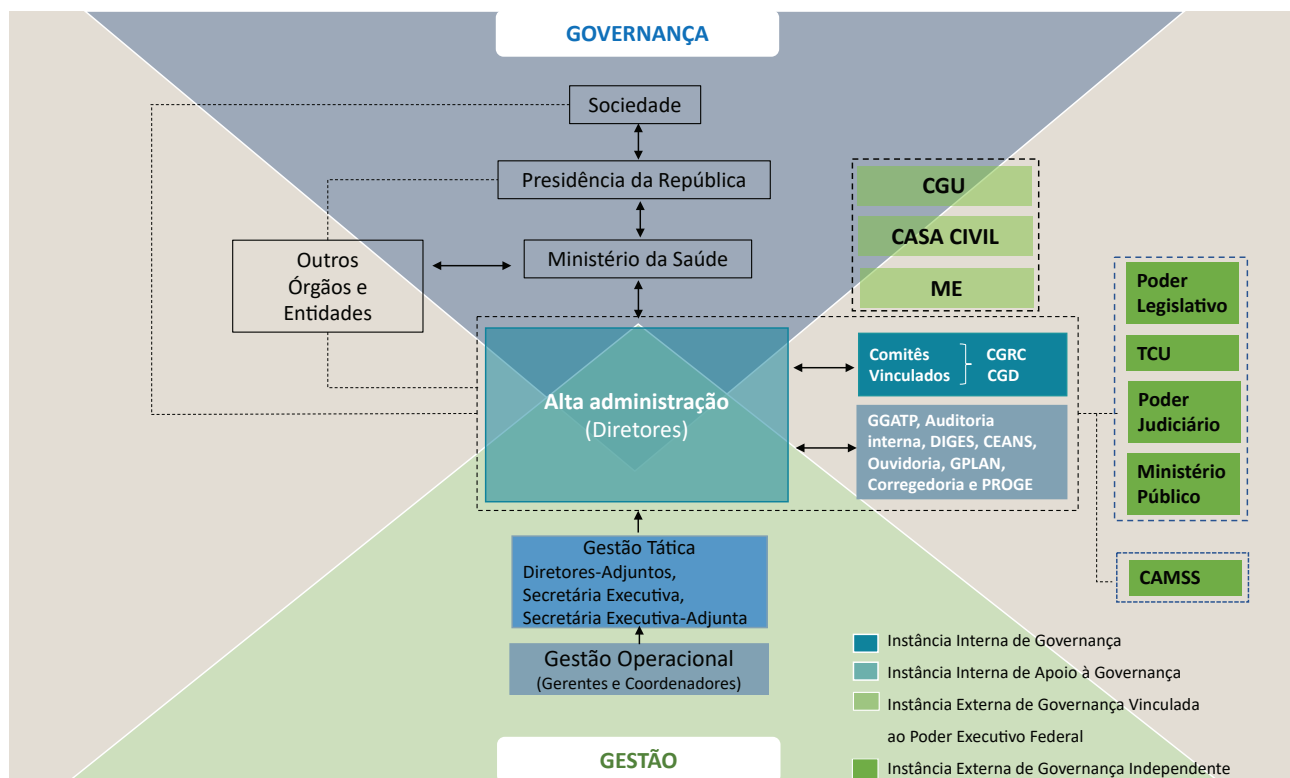 GOVERNANÇA
Sociedade
Presidência da República
Ministério da Saúde
Outros
Órgãos e
Entidades
CGU
CASA CIVIL
ME
Poder
Legislativo
TCU
Poder
Judiciário
Ministério
Público
CAMSS
Alta administração
(Diretores)
Comitês
Vinculados
CGRC
CGD
GGATP, Auditoria
interna, DIGES, CEANS,
Ouvidoria, GPLAN,
Corregedoria e PROGE
Gestão Tática
Diretores-Adjuntos,
Secretária Executiva,
Secretária Executiva-Adjunta
Gestão Operacional
(Gerentes e Coordenadores)
Instância Interna de Governança
Instância Interna de Apoio à Governança
Instância Externa de Governança Vinculada
ao Poder Executivo Federal
Instância Externa de Governança Independente
GESTÃO